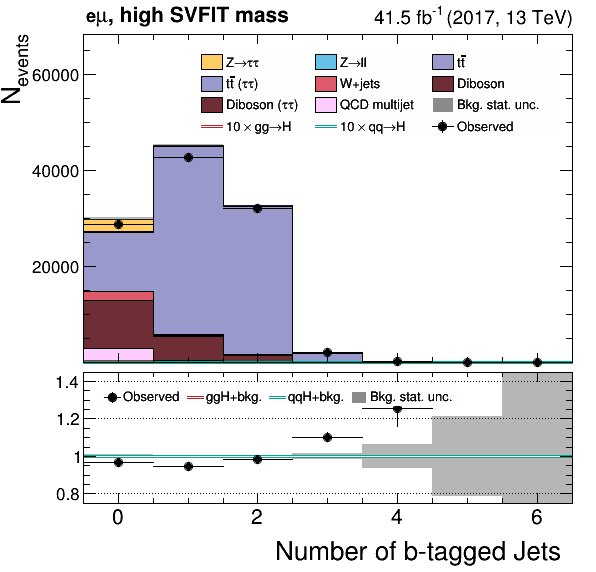 eμ, high SVFIT mass 41.5 fb⁻¹ (2017, 13 TeV)
N_events
60000
40000
20000
Z→ττ Z→ll tt̄
tt̄ (ττ) W+jets Diboson
Diboson (ττ) QCD multijet Bkg. stat. unc.
10 × gg→H 10 × qq→H Observed
1.4
1.2
1
0.8
Observed ggH+bkg. qqH+bkg. Bkg. stat. unc.
0 2 4 6
Number of b-tagged Jets